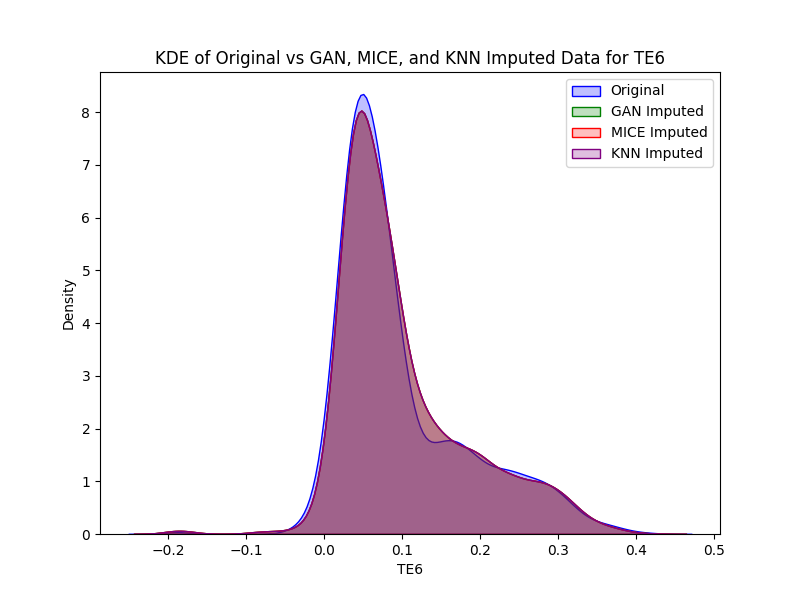 KDE of Original vs GAN, MICE, and KNN Imputed Data for TE6
Original
GAN Imputed
MICE Imputed
KNN Imputed
Density
8
7
6
5
4
3
2
1
0
−0.2 −0.1 0.0 0.1 0.2 0.3 0.4 0.5
TE6